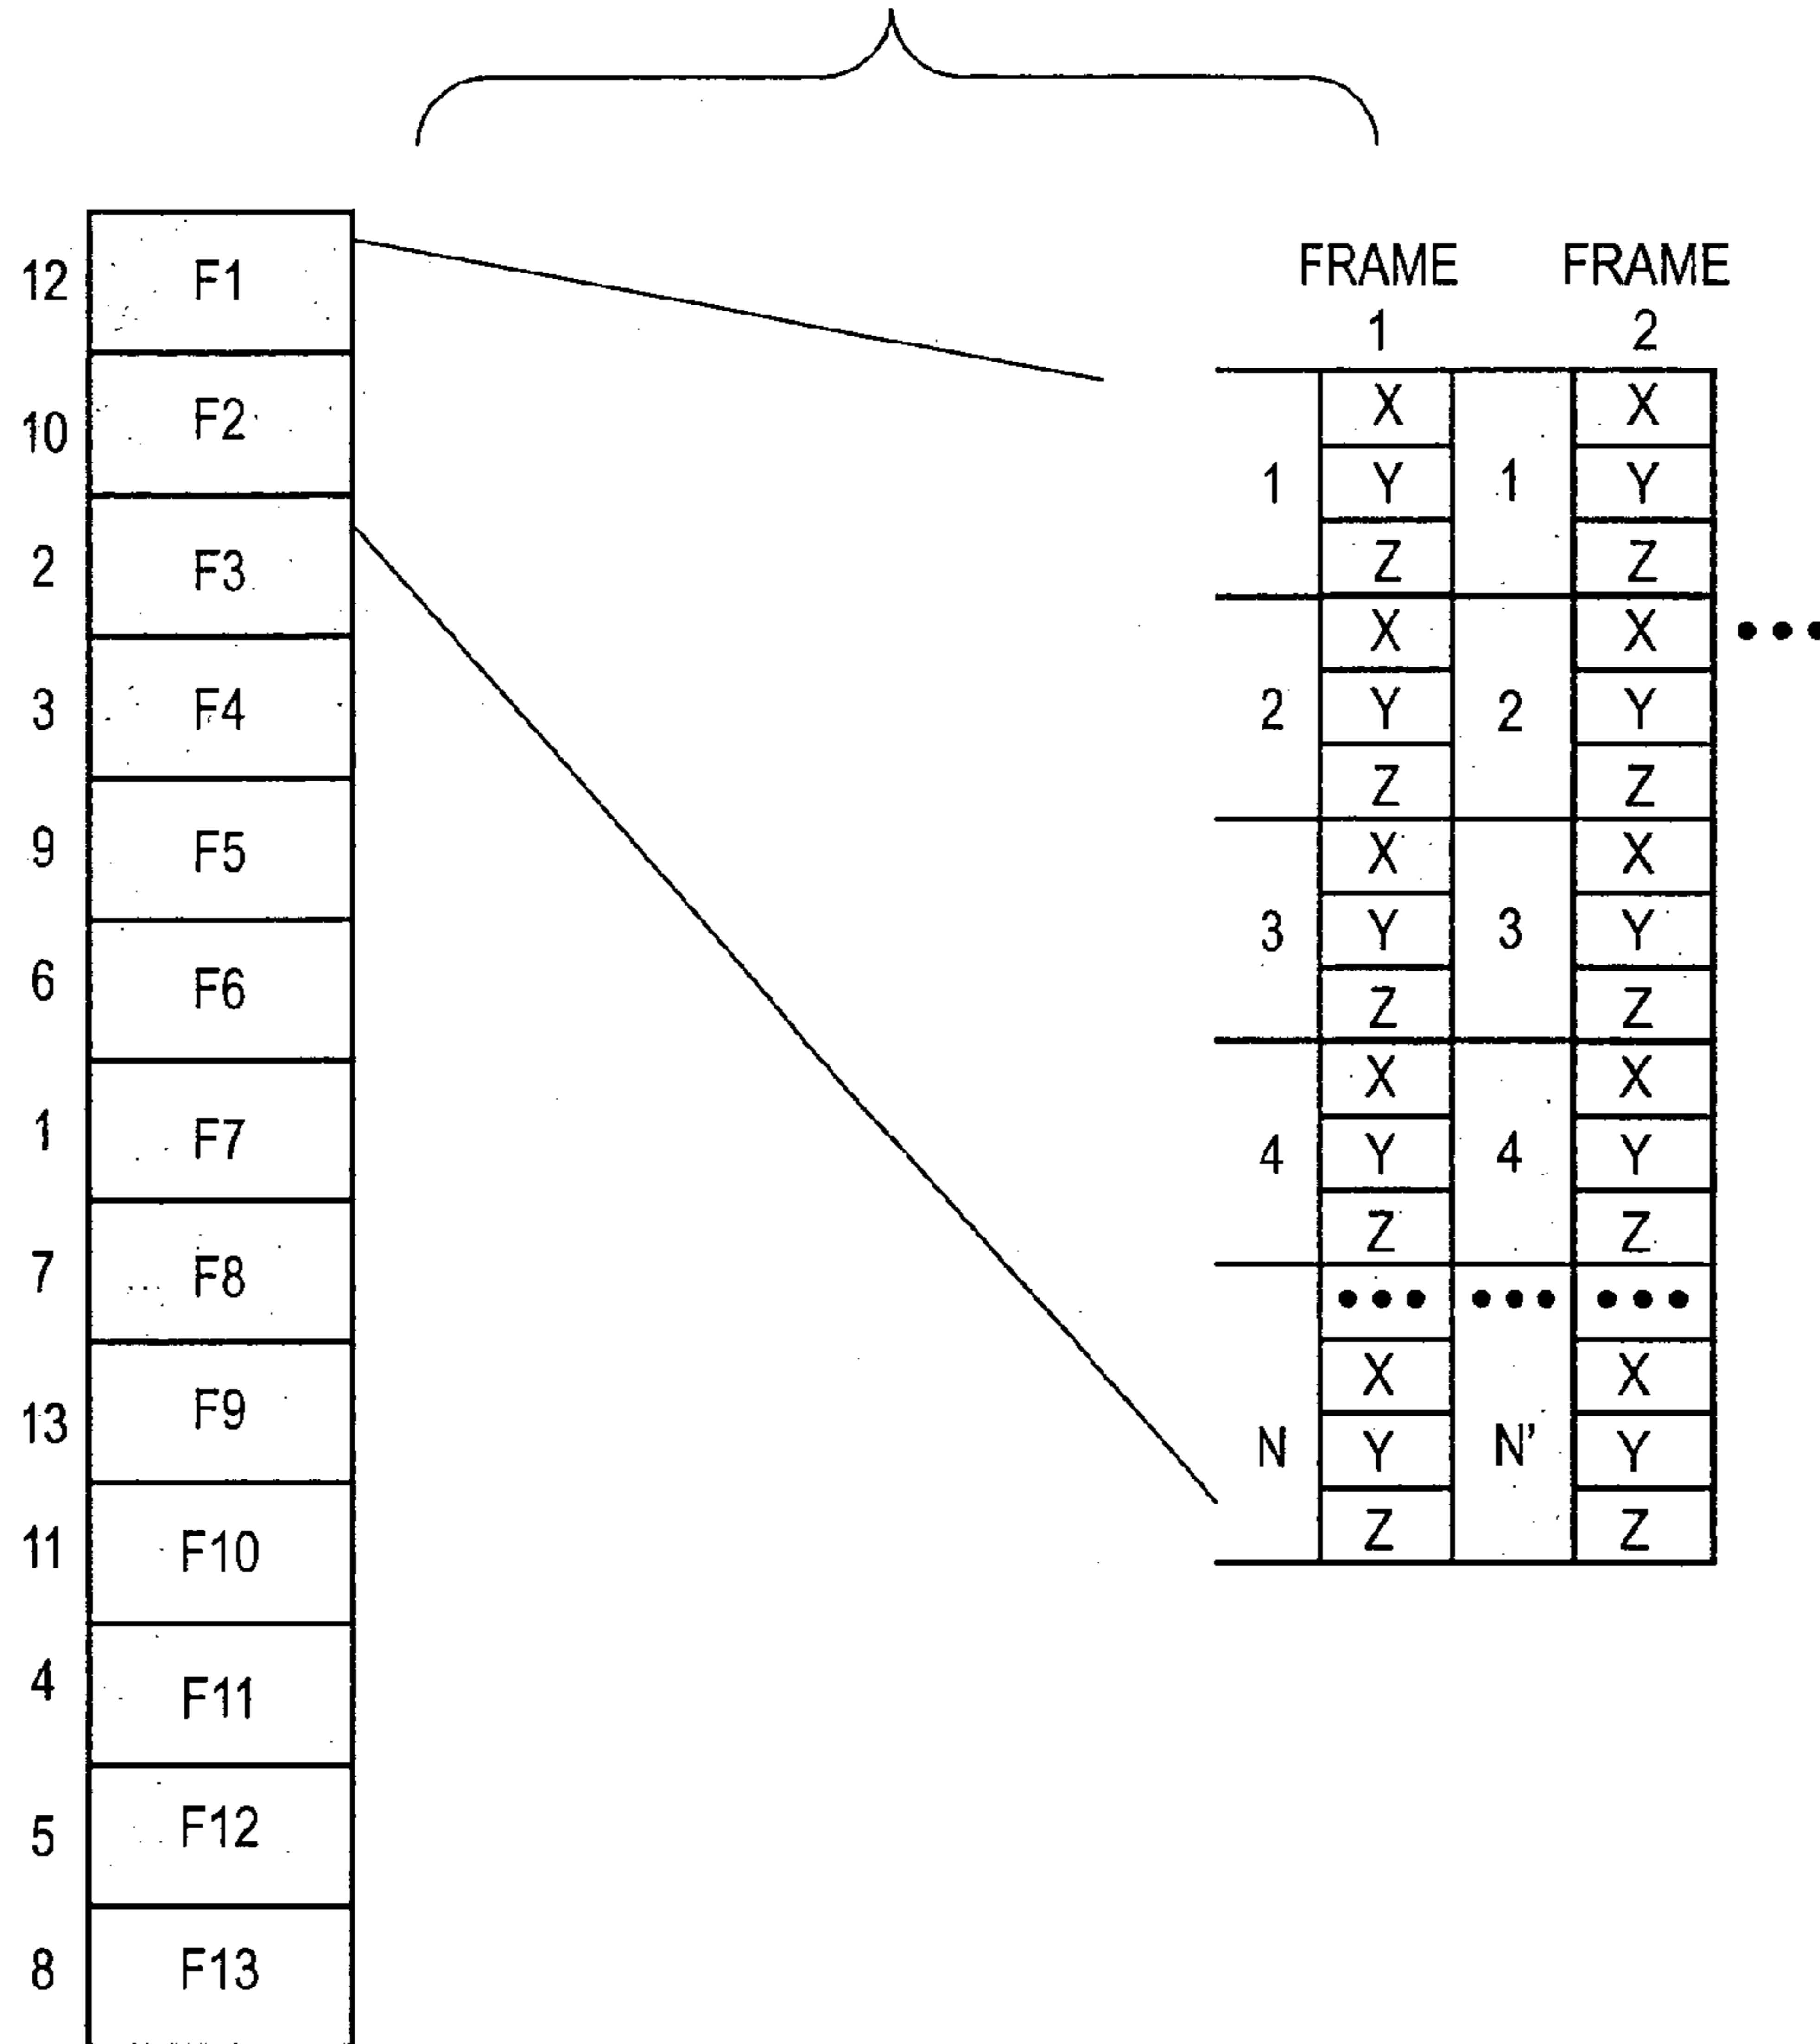 12 F1
10 F2
2 F3
3 F4
9 F5
6 F6
1 F7
7 F8
13 F9
11 F10
4 F11
5 F12
8 F13
FRAME FRAME
1 2
X X
1 Y 1 Y
Z Z
X X
2 Y 2 Y
Z Z
X X
3 Y 3 Y
Z Z
X X
4 Y 4 Y
Z Z
••• ••• •••
X X
N Y N' Y
Z Z
•••